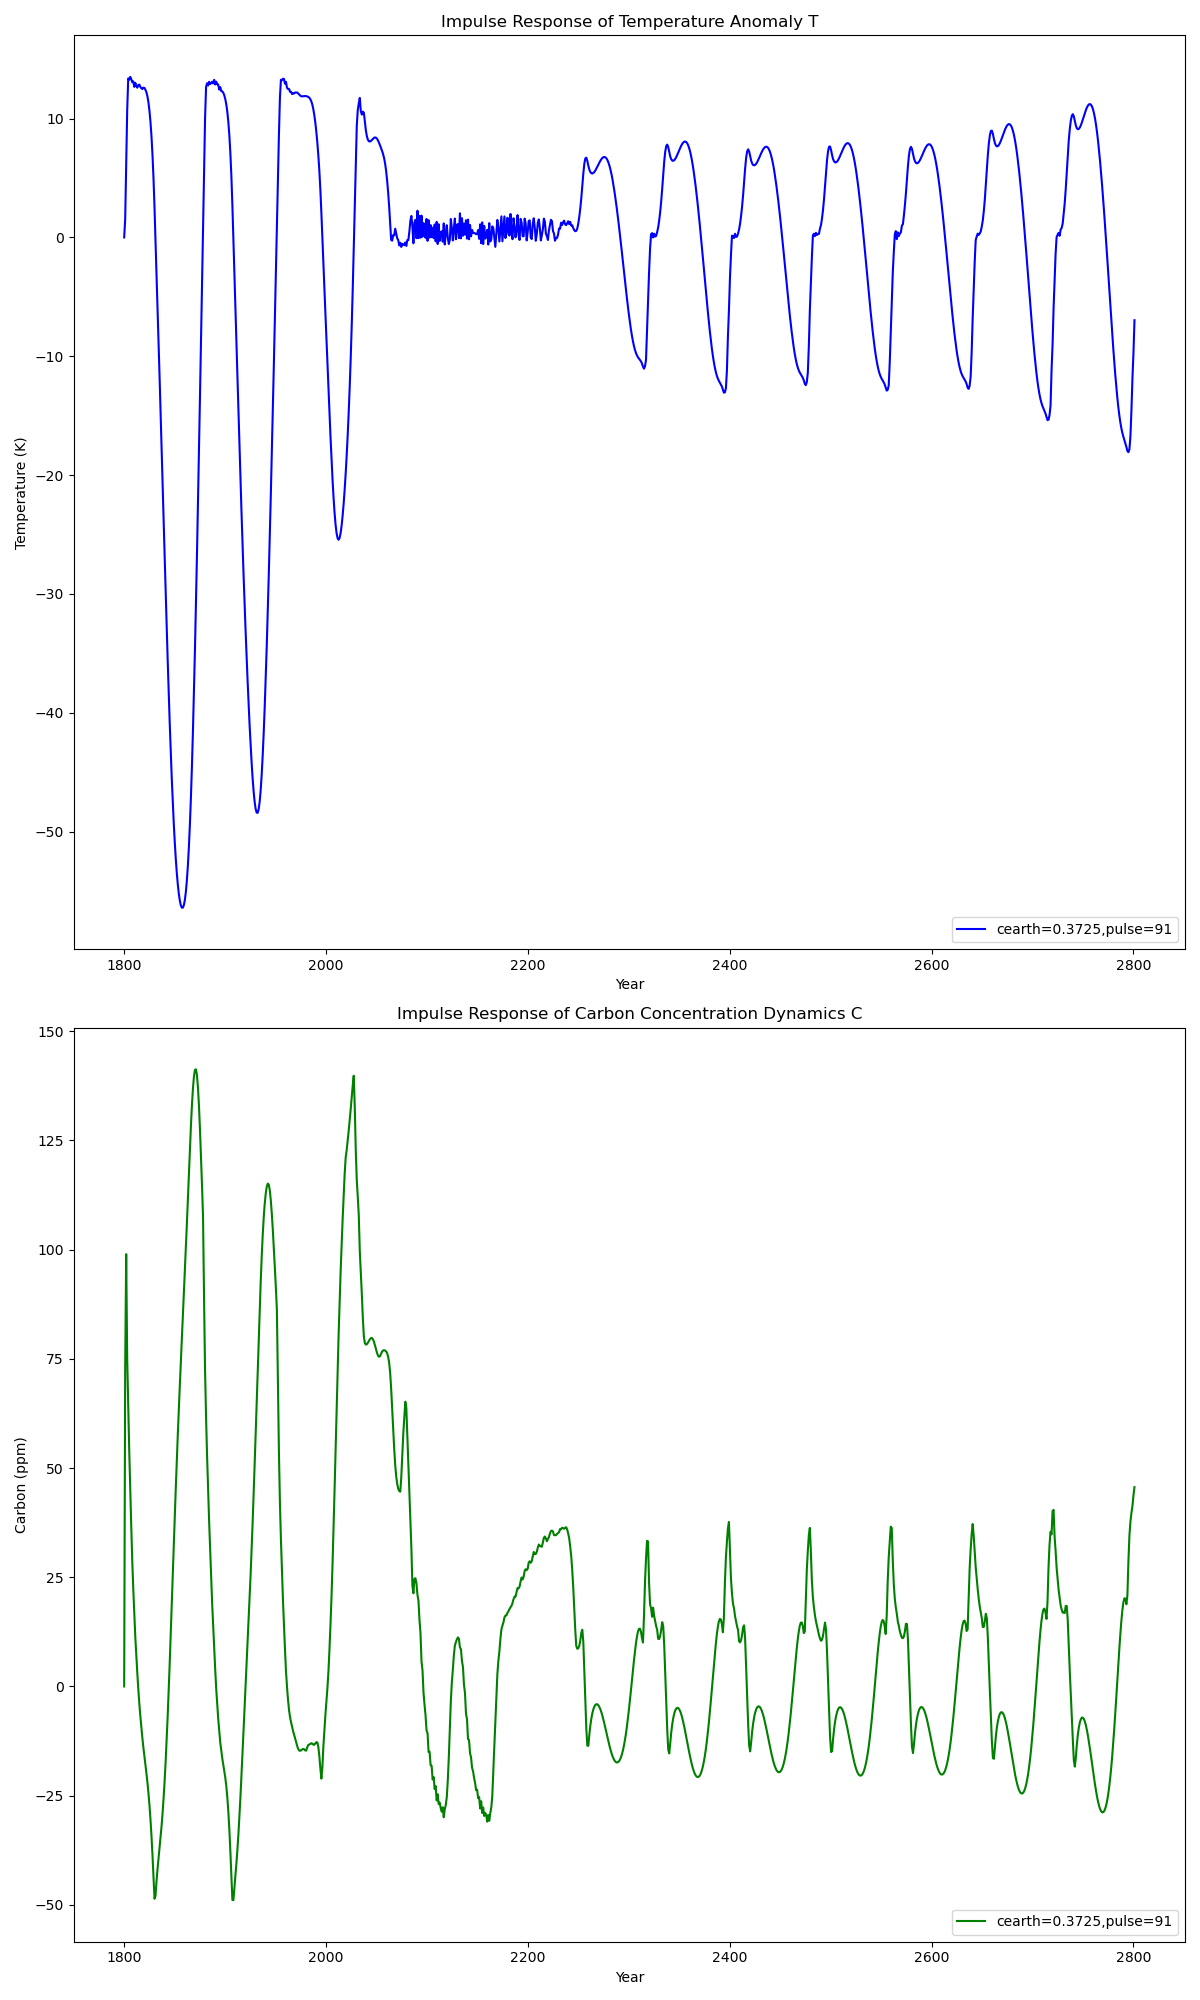 Impulse Response of Temperature Anomaly T
Temperature (K)
10
0
−10
−20
−30
−40
−50
1800 2000 2200 2400 2600 2800
Year
cearth=0.3725,pulse=91
Impulse Response of Carbon Concentration Dynamics C
Carbon (ppm)
150
125
100
75
50
25
0
−25
−50
1800 2000 2200 2400 2600 2800
Year
cearth=0.3725,pulse=91